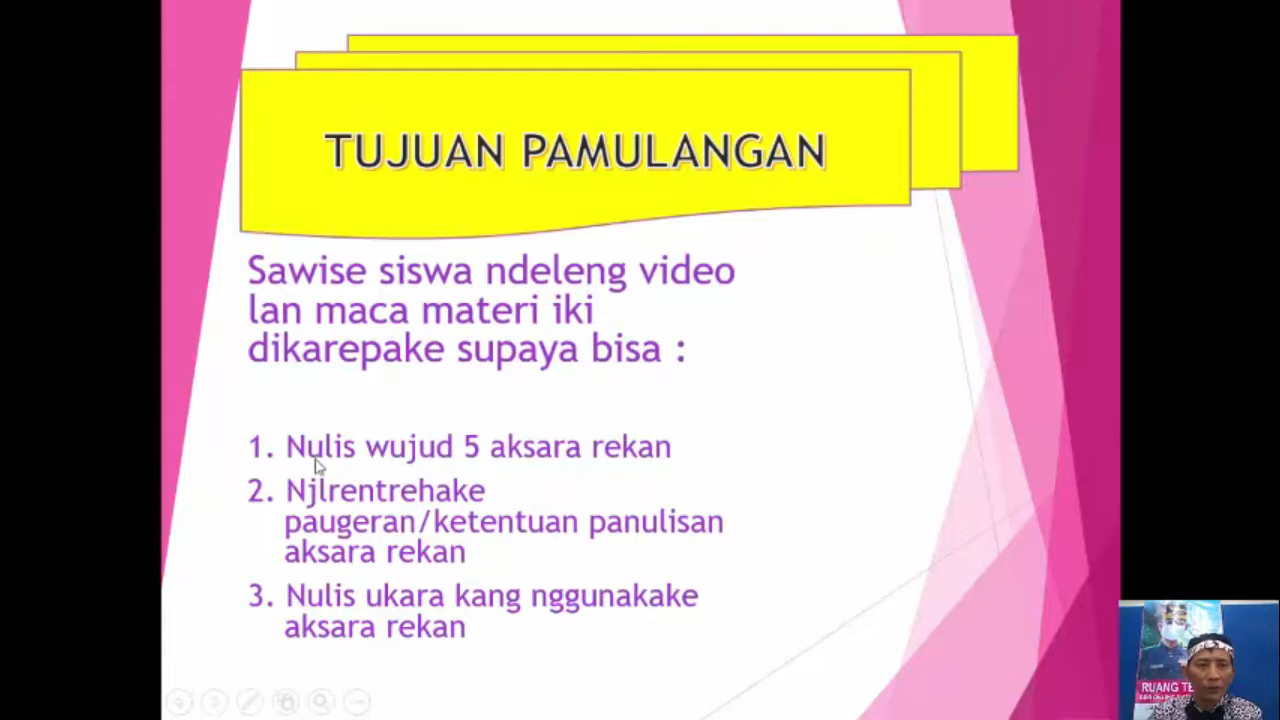 TUJUAN PAMULANGAN
Sawise siswa ndeleng video
lan maca materi iki
dikarepake supaya bisa :
1. Nulis wujud 5 aksara rekan
2. Njlrentrehake
paugeran/ketentuan panulisan
aksara rekan
3. Nulis ukara kang nggunakake
aksara rekan
RUANG